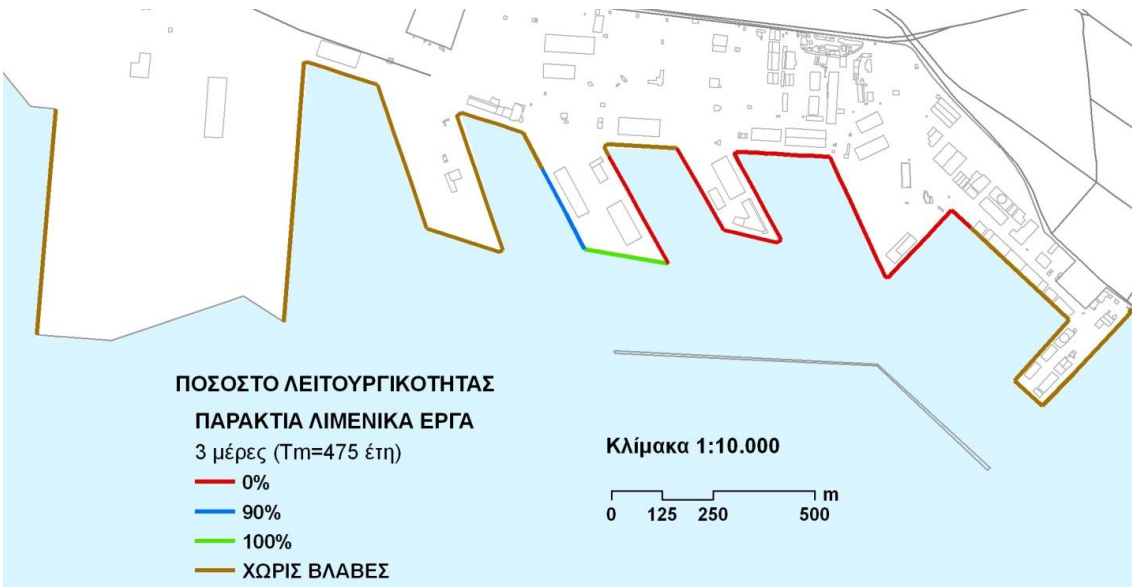 ΠΟΣΟΣΤΟ ΛΕΙΤΟΥΡΓΙΚΟΤΗΤΑΣ
ΠΑΡΑΚΤΙΑ ΛΙΜΕΝΙΚΑ ΕΡΓΑ
3 μέρες (Tm=475 έτη)
0%
90%
100%
ΧΩΡΙΣ ΒΛΑΒΕΣ
Κλίμακα 1:10.000
m
0 125 250 500